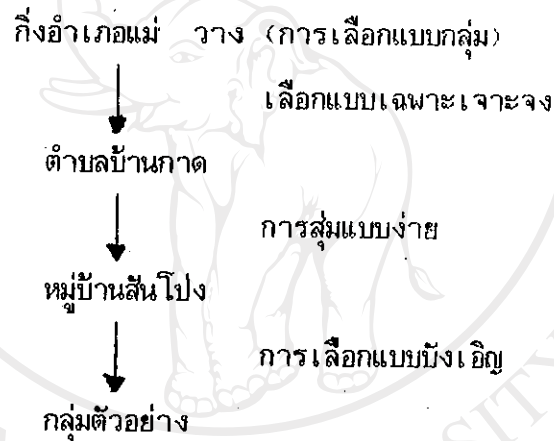 กิ่งอำเภอแม่ วาง (การเลือกแบบกลุ่ม)
เลือกแบบเฉพาะเจาะจง
ตำบลบ้านกาด
การสุ่มแบบง่าย
หมู่บ้านสันโปง
การเลือกแบบบังเอิญ
กลุ่มตัวอย่าง